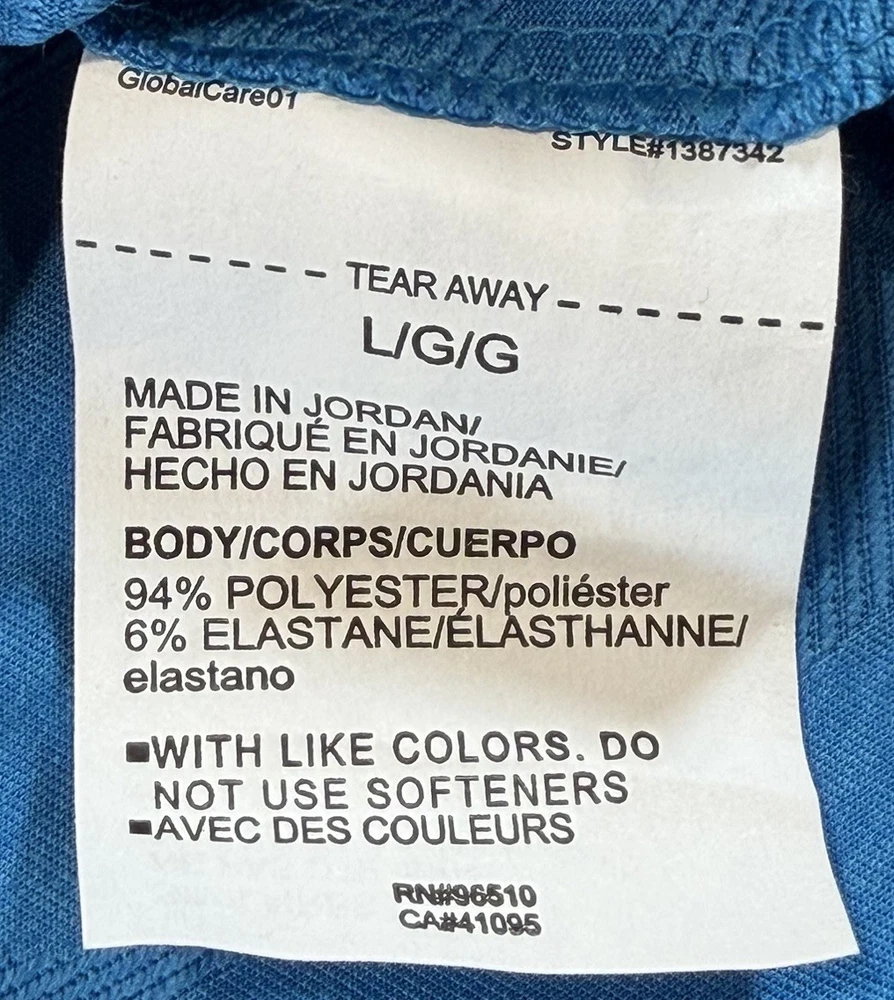 GlobalCare01
STYLE#1387342
TEAR AWAY
L/G/G
MADE IN JORDAN/
FABRIQUÉ EN JORDANIE/
HECHO EN JORDANIA
BODY/CORPS/CUERPO
94% POLYESTER/poliéster
6% ELASTANE/ÉLASTHANNE/
elastano
■WITH LIKE COLORS. DO
NOT USE SOFTENERS
■AVEC DES COULEURS
RN#96510
CA#41095